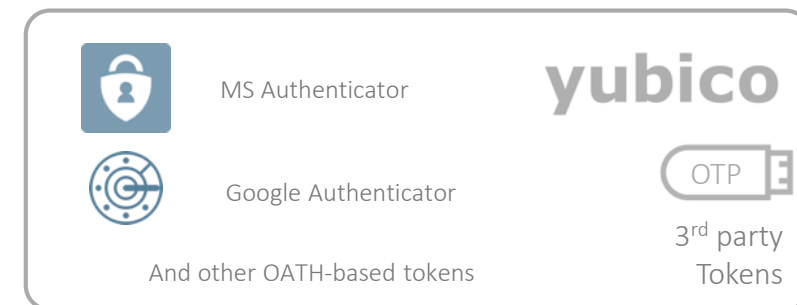 MS Authenticator
yubico
Google Authenticator
OTP
3rd party
Tokens
And other OATH-based tokens